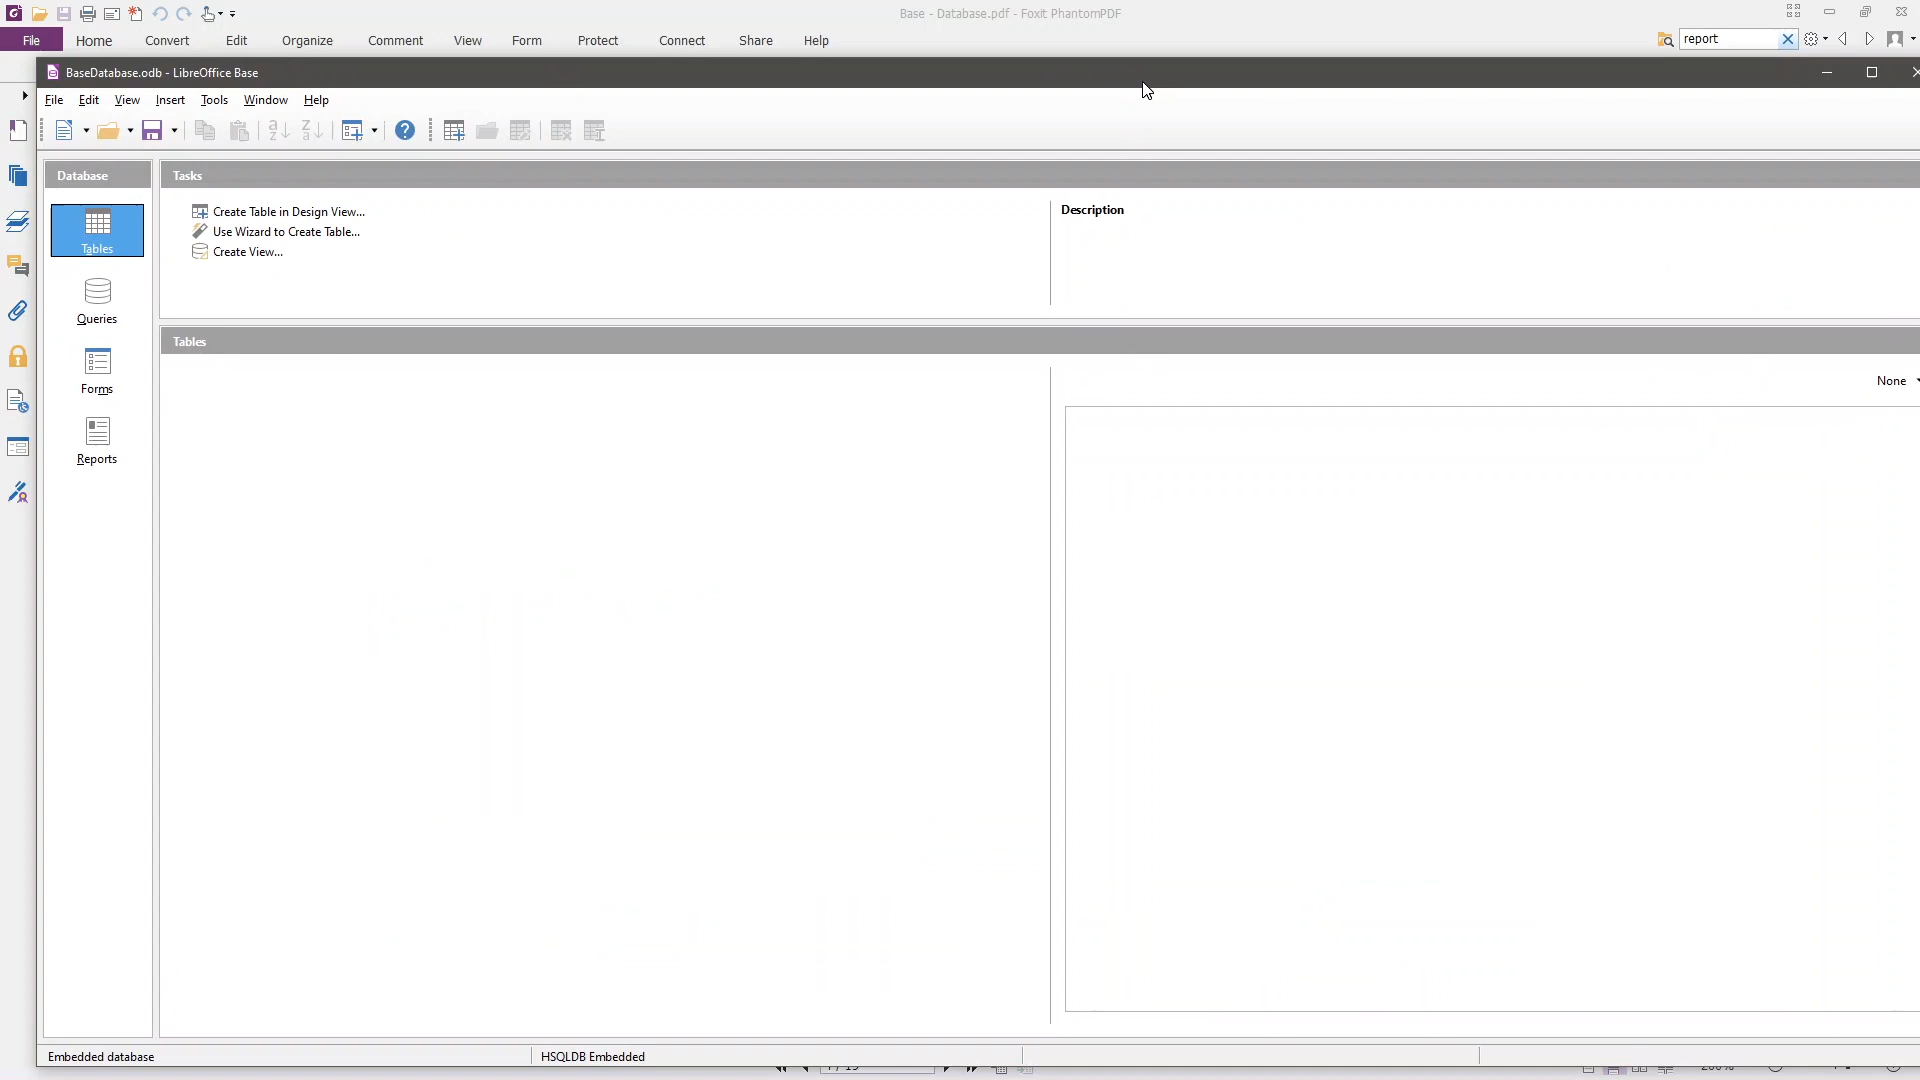 Base - Database.pdf - Foxit PhantomPDF
File Home Convert Edit Organize Comment View Form Protect Connect Share Help report
BaseDatabase.odb - LibreOffice Base
File Edit View Insert Tools Window Help
Database
Tasks
Tables
Queries
Forms
Reports
Create Table in Design View...
Use Wizard to Create Table...
Create View...
Description
Tables
None
Embedded database
HSQLDB Embedded